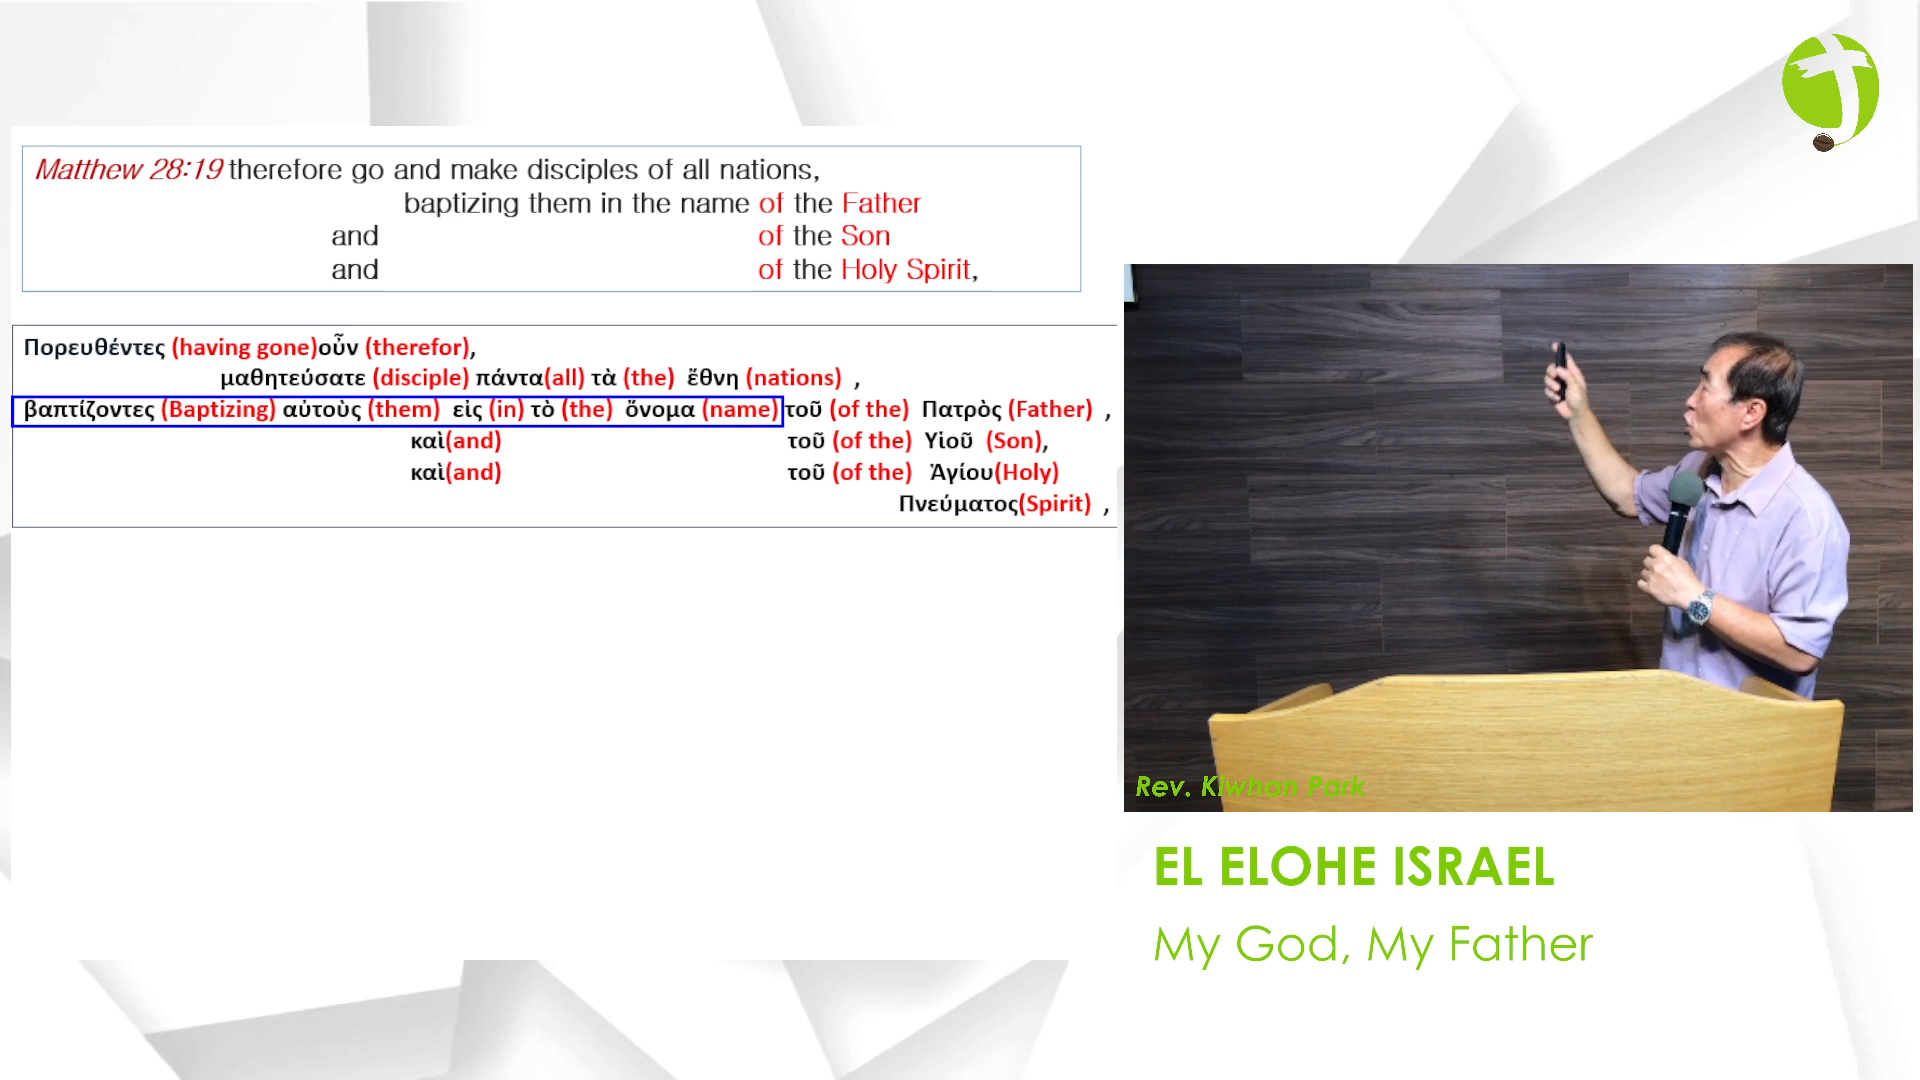 Matthew 28:19 therefore go and make disciples of all nations,
baptizing them in the name of the Father
and of the Son
and of the Holy Spirit,
Πορευθέντες (having gone)οὖν (therefor),
μαθητεύσατε (disciple) πάντα(all) τὰ (the) ἔθνη (nations) ,
βαπτίζοντες (Baptizing) αὐτοὺς (them) εἰς (in) τὸ (the) ὄνομα (name) τοῦ (of the) Πατρὸς (Father) ,
καὶ(and) τοῦ (of the) Υἱοῦ (Son),
καὶ(and) τοῦ (of the) Ἁγίου(Holy)
Πνεύματος(Spirit) ,
Rev. Kiwhan Park
EL ELOHE ISRAEL
My God, My Father